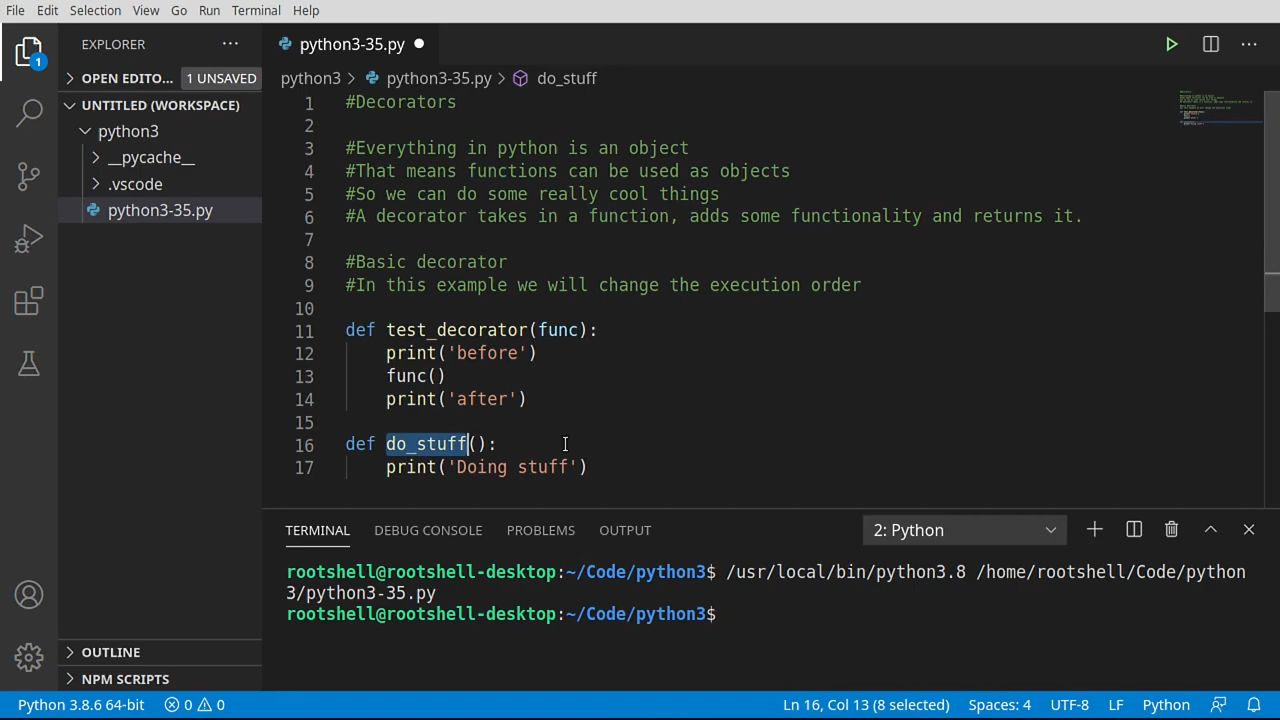 File Edit Selection View Go Run Terminal Help
EXPLORER
python3-35.py
1
OPEN EDITO... 1 UNSAVED
python3 > python3-35.py > do_stuff
UNTITLED (WORKSPACE)
python3
__pycache__
.vscode
python3-35.py
1 #Decorators
2
3 #Everything in python is an object
4 #That means functions can be used as objects
5 #So we can do some really cool things
6 #A decorator takes in a function, adds some functionality and returns it.
7
8 #Basic decorator
9 #In this example we will change the execution order
10
11 def test_decorator(func):
12 print('before')
13 func()
14 print('after')
15
16 def do_stuff():
17 print('Doing stuff')
TERMINAL DEBUG CONSOLE PROBLEMS OUTPUT 2: Python
rootshell@rootshell-desktop:~/Code/python3$ /usr/local/bin/python3.8 /home/rootshell/Code/python
3/python3-35.py
rootshell@rootshell-desktop:~/Code/python3$
OUTLINE
NPM SCRIPTS
Python 3.8.6 64-bit 0 0 Ln 16, Col 13 (8 selected) Spaces: 4 UTF-8 LF Python